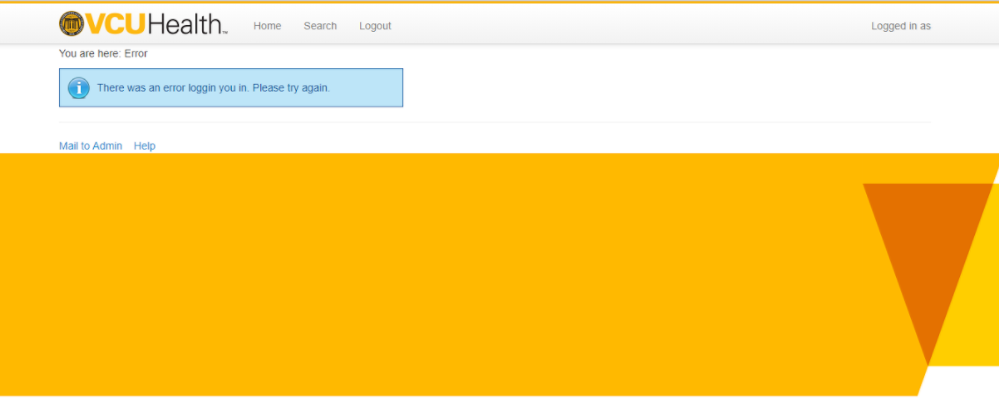 VCUHealth™ Home Search Logout Logged in as
You are here: Error
There was an error loggin you in. Please try again.
Mail to Admin Help